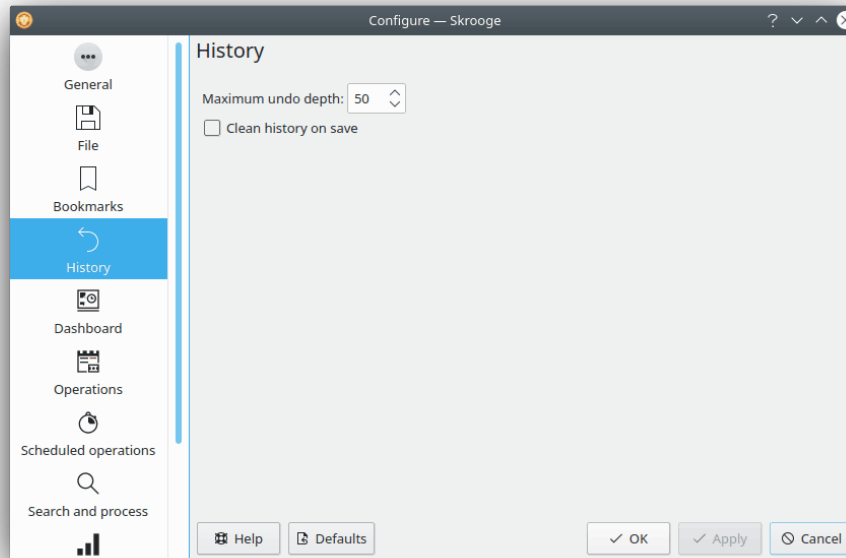 Configure — Skrooge
General
File
Bookmarks
History
Dashboard
Operations
Scheduled operations
Search and process
History
Maximum undo depth: 50
Clean history on save
Help
Defaults
OK
Apply
Cancel